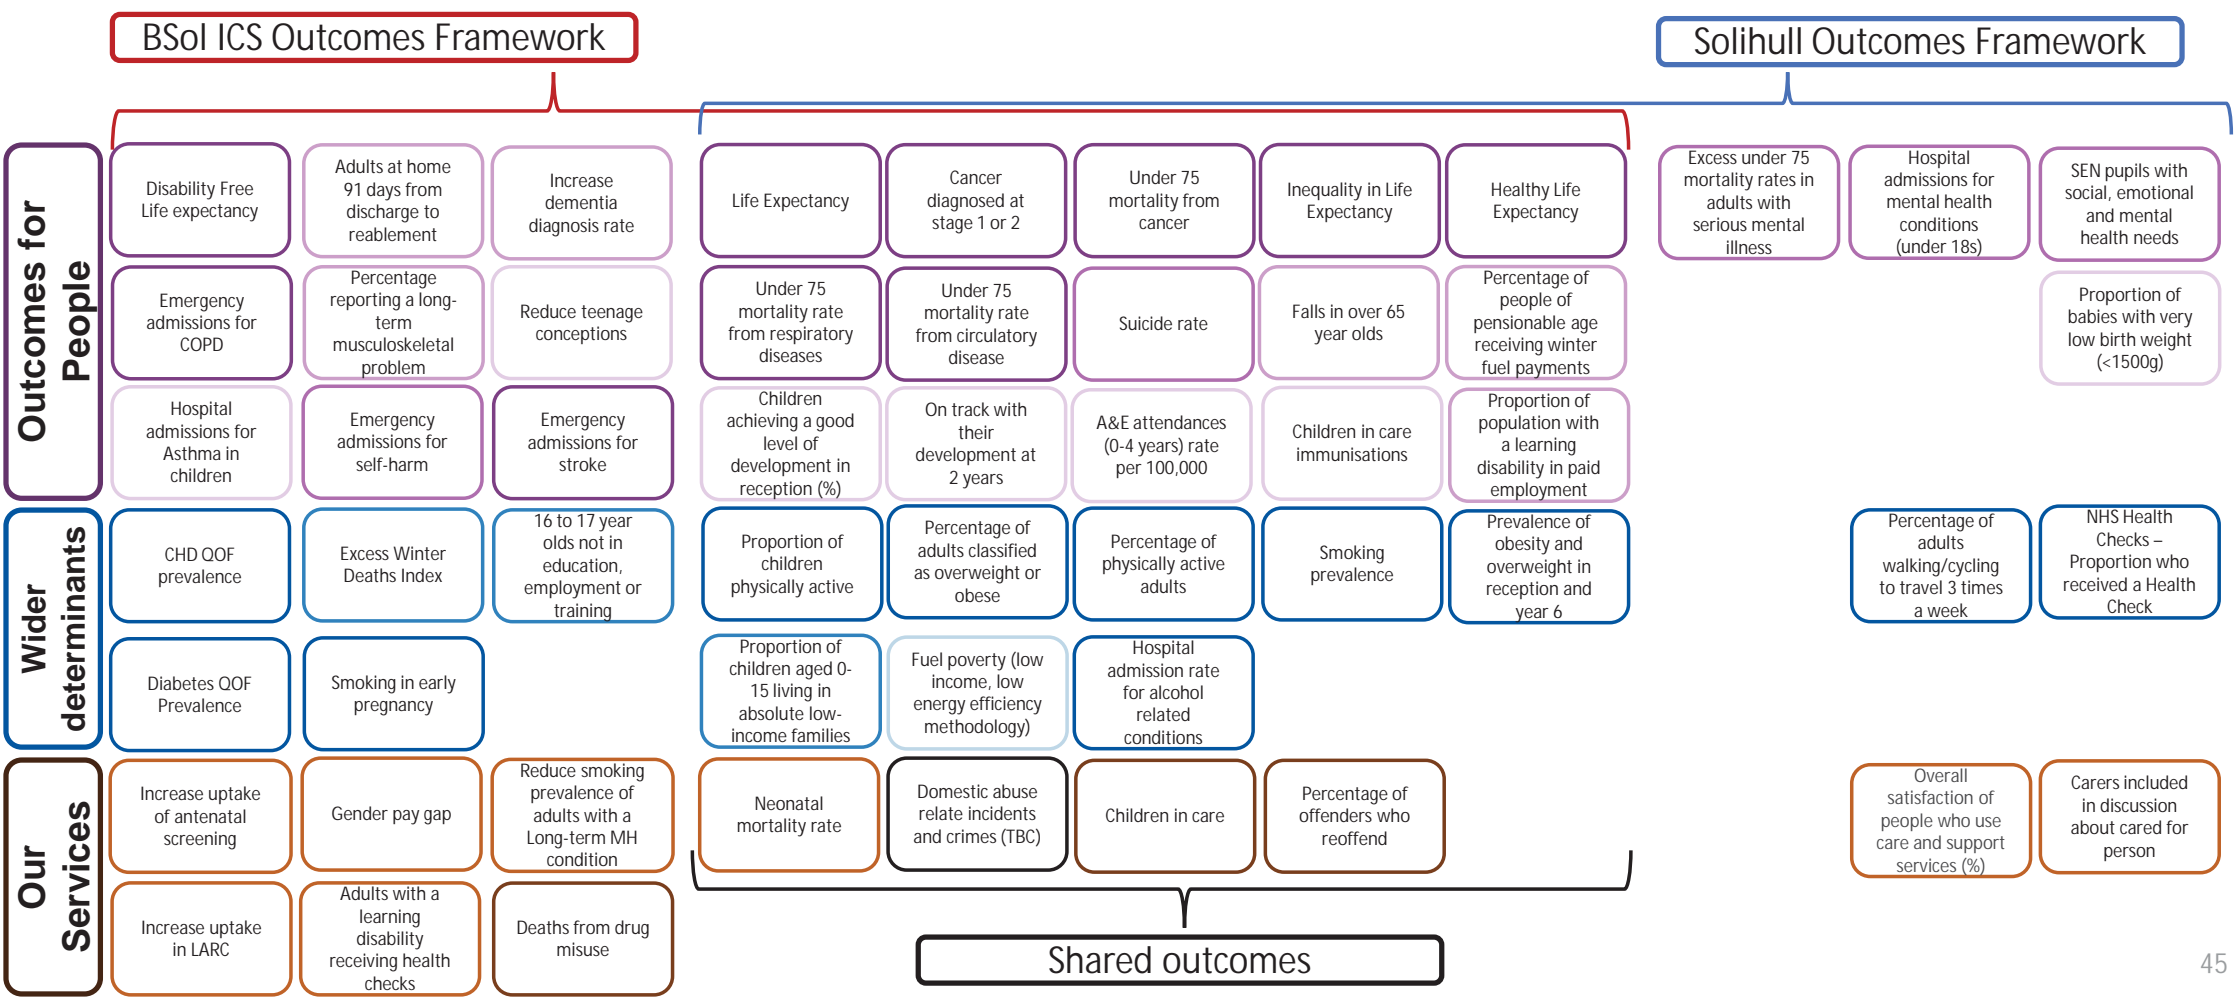 BSol ICS Outcomes Framework
Solihull Outcomes Framework
Outcomes for
People
Disability Free
Life expectancy
Adults at home
91 days from
discharge to
reablement
Increase
dementia
diagnosis rate
Life Expectancy
Cancer
diagnosed at
stage 1 or 2
Under 75
mortality from
cancer
Inequality in Life
Expectancy
Healthy Life
Expectancy
Excess under 75
mortality rates in
adults with
serious mental
illness
Hospital
admissions for
mental health
conditions
(under 18s)
SEN pupils with
social, emotional
and mental
health needs
Emergency
admissions for
COPD
Percentage
reporting a long-
term
musculoskeletal
problem
Reduce teenage
conceptions
Under 75
mortality rate
from respiratory
diseases
Under 75
mortality rate
from circulatory
disease
Suicide rate
Falls in over 65
year olds
Percentage of
people of
pensionable age
receiving winter
fuel payments
Proportion of
babies with very
low birth weight
(<1500g)
Hospital
admissions for
Asthma in
children
Emergency
admissions for
self-harm
Emergency
admissions for
stroke
Children
achieving a good
level of
development in
reception (%)
On track with
their
development at
2 years
A&E attendances
(0-4 years) rate
per 100,000
Children in care
immunisations
Proportion of
population with
a learning
disability in paid
employment
Wider
determinants
CHD QOF
prevalence
Excess Winter
Deaths Index
16 to 17 year
olds not in
education,
employment or
training
Proportion of
children
physically active
Percentage of
adults classified
as overweight or
obese
Percentage of
physically active
adults
Smoking
prevalence
Prevalence of
obesity and
overweight in
reception and
year 6
Percentage of
adults
walking/cycling
to travel 3 times
a week
NHS Health
Checks –
Proportion who
received a Health
Check
Diabetes QOF
Prevalence
Smoking in early
pregnancy
Proportion of
children aged 0-
15 living in
absolute low-
income families
Fuel poverty (low
income, low
energy efficiency
methodology)
Hospital
admission rate
for alcohol
related
conditions
Our
Services
Increase uptake
of antenatal
screening
Gender pay gap
Reduce smoking
prevalence of
adults with a
Long-term MH
condition
Neonatal
mortality rate
Domestic abuse
relate incidents
and crimes (TBC)
Children in care
Percentage of
offenders who
reoffend
Overall
satisfaction of
people who use
care and support
services (%)
Carers included
in discussion
about cared for
person
Increase uptake
in LARC
Adults with a
learning
disability
receiving health
checks
Deaths from drug
misuse
Shared outcomes
45